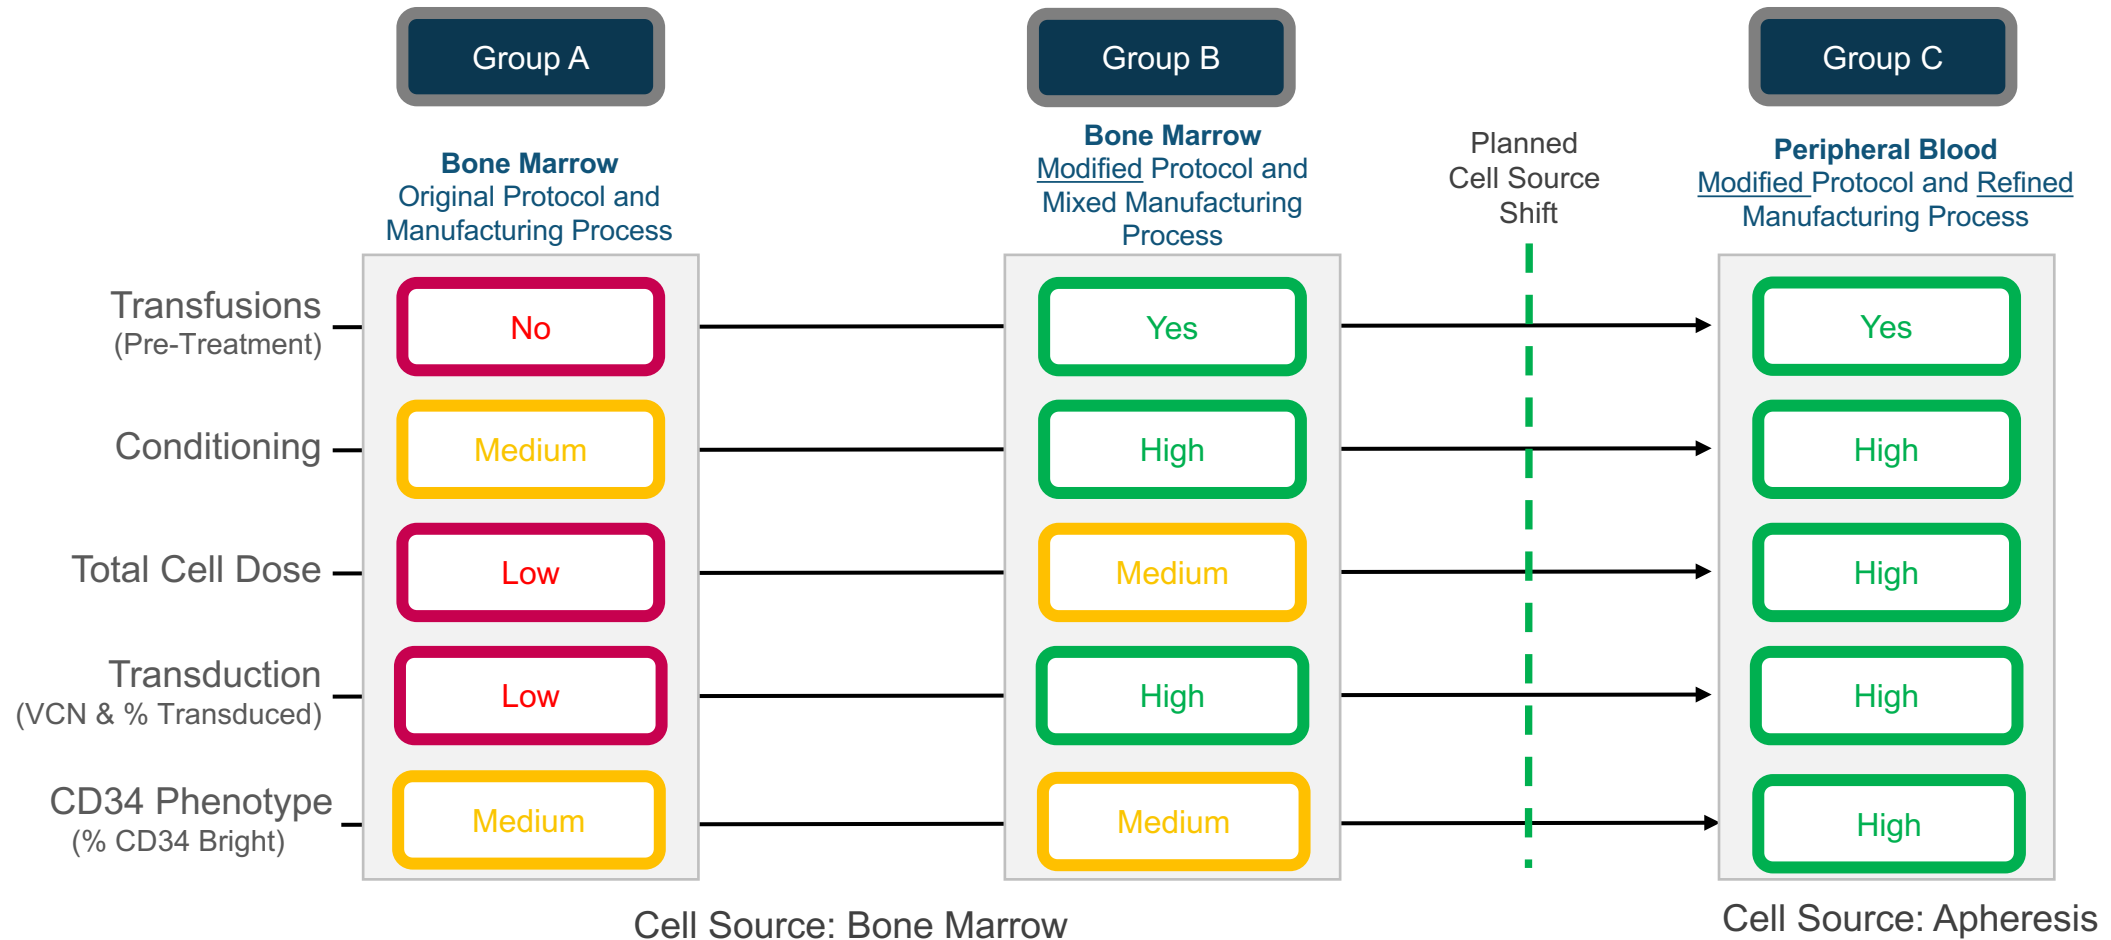 Group A
Group B
Group C
Bone Marrow
Original Protocol and
Manufacturing Process
Bone Marrow
Modified Protocol and
Mixed Manufacturing
Process
Planned
Cell Source
Shift
Peripheral Blood
Modified Protocol and Refined
Manufacturing Process
Transfusions
(Pre-Treatment)
No
Yes
Yes
Conditioning
Medium
High
High
Total Cell Dose
Low
Medium
High
Transduction
(VCN & % Transduced)
Low
High
High
CD34 Phenotype
(% CD34 Bright)
Medium
Medium
High
Cell Source: Bone Marrow
Cell Source: Apheresis